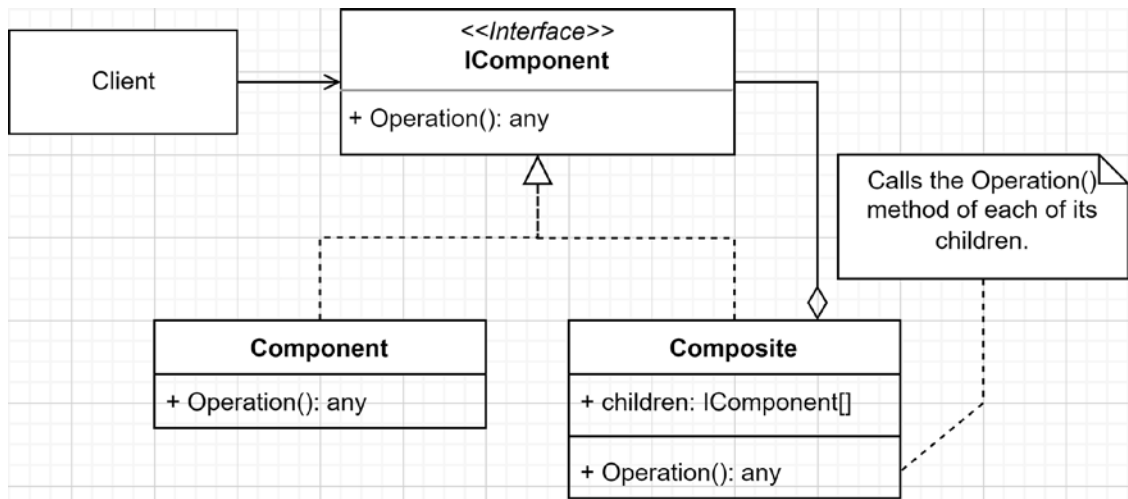 Client
<<Interface>>
IComponent
+ Operation(): any
Calls the Operation()
method of each of its
children.
Component
+ Operation(): any
Composite
+ children: IComponent[]
+ Operation(): any